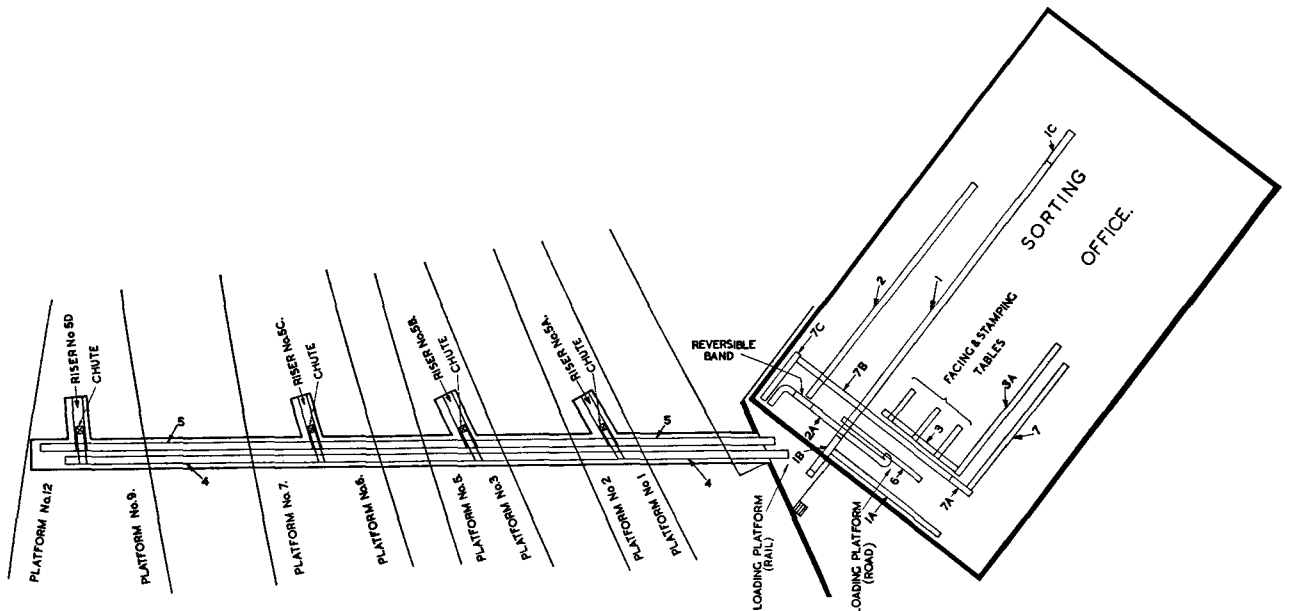 RISER No 5D
CHUTE
RISER No.5C.
CHUTE
RISER No.5B.
CHUTE
RISER No.5A.
CHUTE
5
5
4
4
PLATFORM No.12
PLATFORM No.9.
PLATFORM No.7.
PLATFORM No.6.
PLATFORM No.5.
PLATFORM No.3
PLATFORM No 2
PLATFORM No 1
LOADING PLATFORM
(RAIL)
LOADING PLATFORM
(ROAD)
REVERSIBLE
BAND
7C
7B
2
1
1C
SORTING
OFFICE.
FACING & STAMPING
TABLES
3A
7
3
2A
1B
6
1A
7A